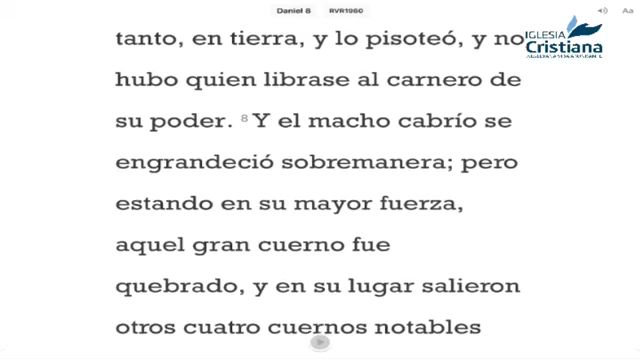 Daniel 8 RVR1960
Aa
IGLESIA
Cristiana
tanto, en tierra, y lo pisoteó, y no
hubo quien librase al carnero de
su poder. 8 Y el macho cabrío se
engrandeció sobremanera; pero
estando en su mayor fuerza,
aquel gran cuerno fue
quebrado, y en su lugar salieron
otros cuatro cuernos notables